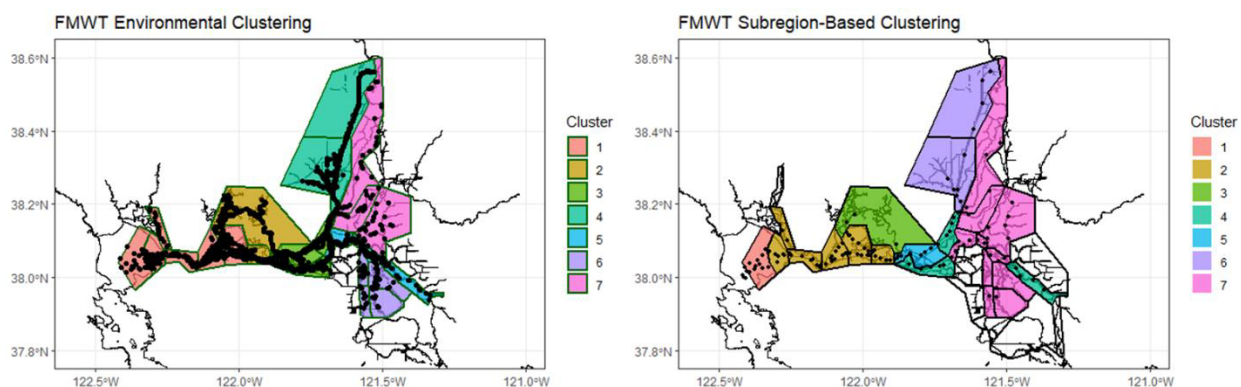 FMWT Environmental Clustering
38.6°N
38.4°N
38.2°N
38.0°N
37.8°N
122.5°W
122.0°W
121.5°W
121.0°W
Cluster
1
2
3
4
5
6
7
FMWT Subregion-Based Clustering
38.6°N
38.4°N
38.2°N
38.0°N
37.8°N
122.5°W
122.0°W
121.5°W
121.0°W
Cluster
1
2
3
4
5
6
7